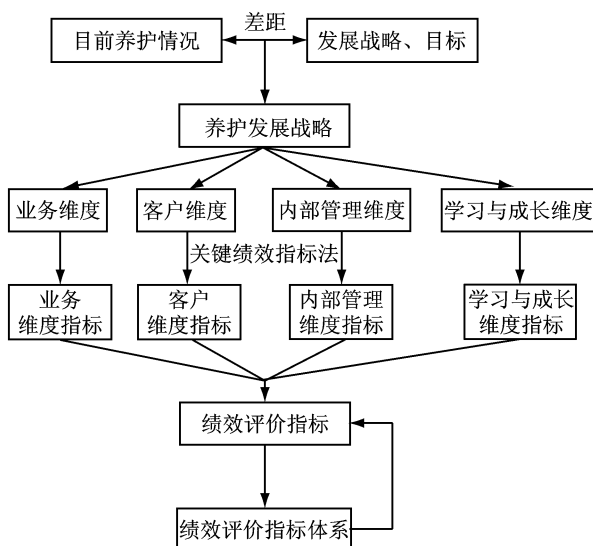 差距
目前养护情况
发展战略、目标
养护发展战略
业务维度
客户维度
内部管理维度
学习与成长维度
关键绩效指标法
业务
维度指标
客户
维度指标
内部管理
维度指标
学习与成长
维度指标
绩效评价指标
绩效评价指标体系